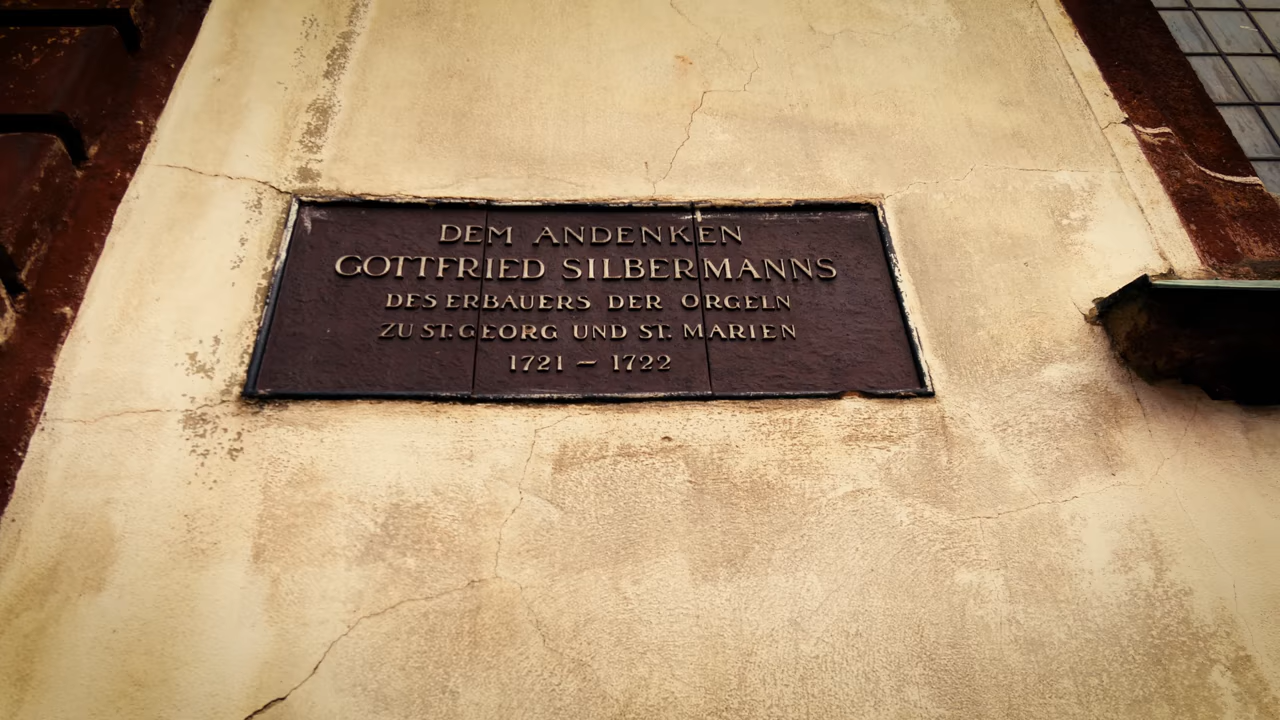 DEM ANDENKEN
GOTTFRIED SILBERMANNS
DES ERBAUERS DER ORGELN
ZU ST. GEORG UND ST. MARIEN
1721 – 1722